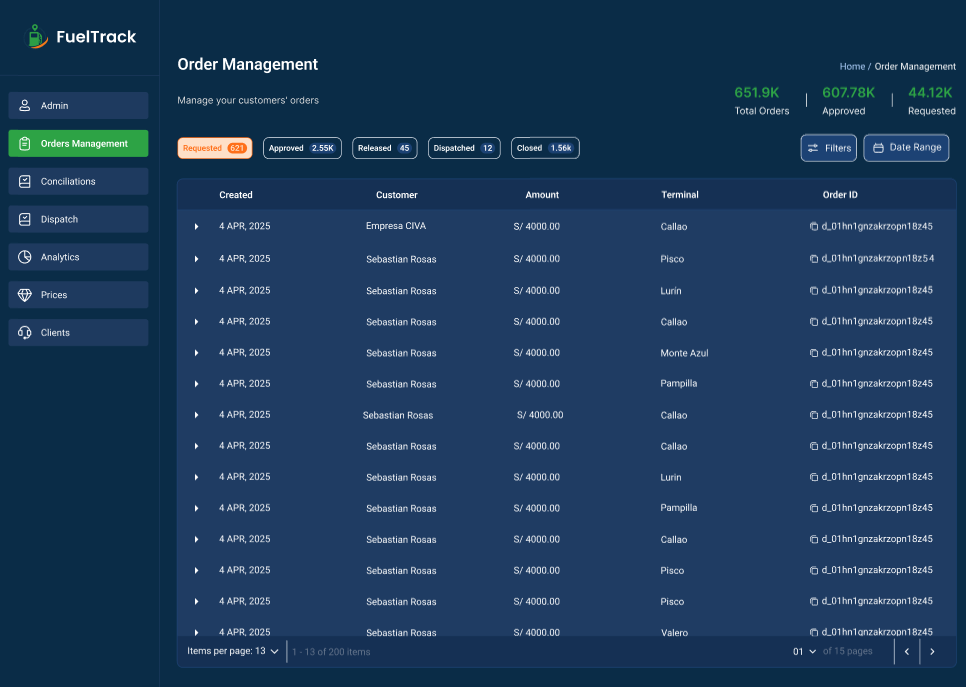 FuelTrack
Admin
Orders Management
Conciliations
Dispatch
Analytics
Prices
Clients
Order Management
Home / Order Management
Manage your customers' orders
651.9K 607.78K 44.12K
Total Orders Approved Requested
Requested 621 Approved 2.55K Released 45 Dispatched 12 Closed 1.56k
Filters Date Range
Created Customer Amount Terminal Order ID
4 APR, 2025 Empresa CIVA S/ 4000.00 Callao d_01hn1gnzakrzopn18z45
4 APR, 2025 Sebastian Rosas S/ 4000.00 Pisco d_01hn1gnzakrzopn18z54
4 APR, 2025 Sebastian Rosas S/ 4000.00 Lurin d_01hn1gnzakrzopn18z45
4 APR, 2025 Sebastian Rosas S/ 4000.00 Callao d_01hn1gnzakrzopn18z45
4 APR, 2025 Sebastian Rosas S/ 4000.00 Monte Azul d_01hn1gnzakrzopn18z45
4 APR, 2025 Sebastian Rosas S/ 4000.00 Pampilla d_01hn1gnzakrzopn18z45
4 APR, 2025 Sebastian Rosas S/ 4000.00 Callao d_01hn1gnzakrzopn18z45
4 APR, 2025 Sebastian Rosas S/ 4000.00 Callao d_01hn1gnzakrzopn18z45
4 APR, 2025 Sebastian Rosas S/ 4000.00 Lurin d_01hn1gnzakrzopn18z45
4 APR, 2025 Sebastian Rosas S/ 4000.00 Pampilla d_01hn1gnzakrzopn18z45
4 APR, 2025 Sebastian Rosas S/ 4000.00 Callao d_01hn1gnzakrzopn18z45
4 APR, 2025 Sebastian Rosas S/ 4000.00 Pisco d_01hn1gnzakrzopn18z45
4 APR, 2025 Sebastian Rosas S/ 4000.00 Pisco d_01hn1gnzakrzopn18z45
4 APR, 2025 Sebastian Rosas S/ 4000.00 Valero d_01hn1gnzakrzopn18z45
Items per page: 13 1 - 13 of 200 items 01 of 15 pages